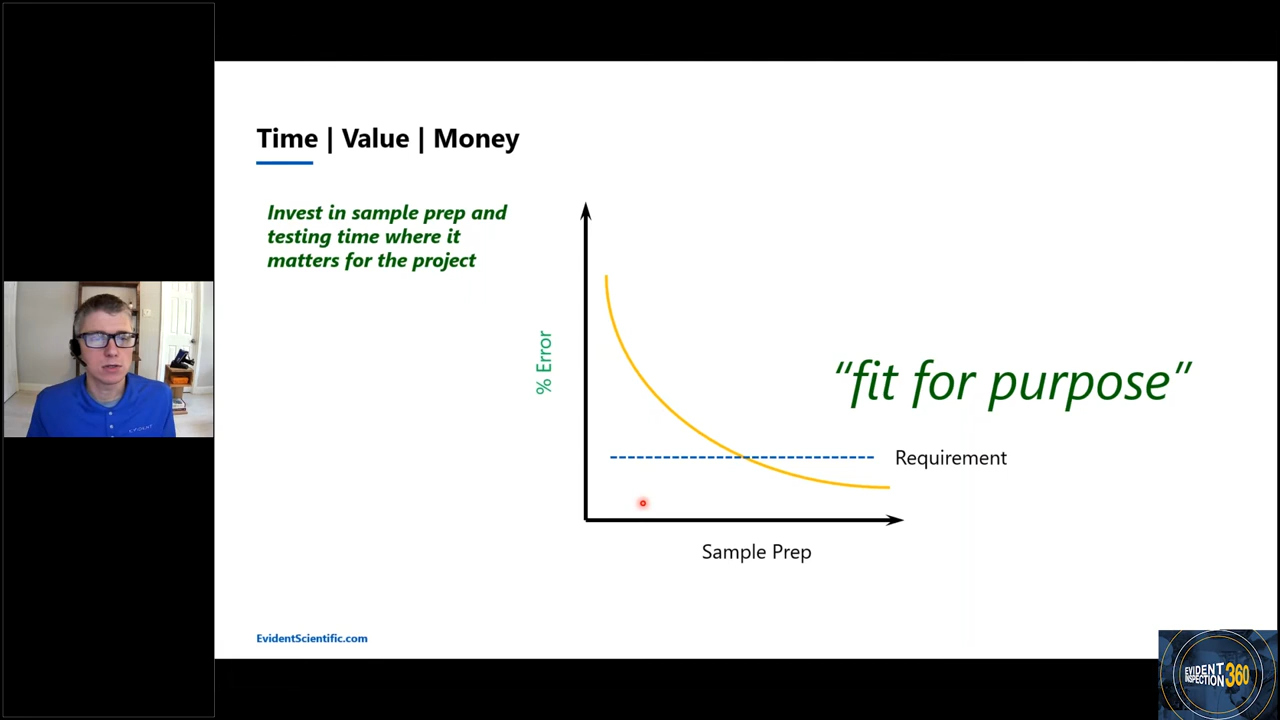 Time | Value | Money
Invest in sample prep and
testing time where it
matters for the project
% Error
“fit for purpose”
Requirement
Sample Prep
EvidentScientific.com
EVIDENT
EVIDENT
INSPECTION 360